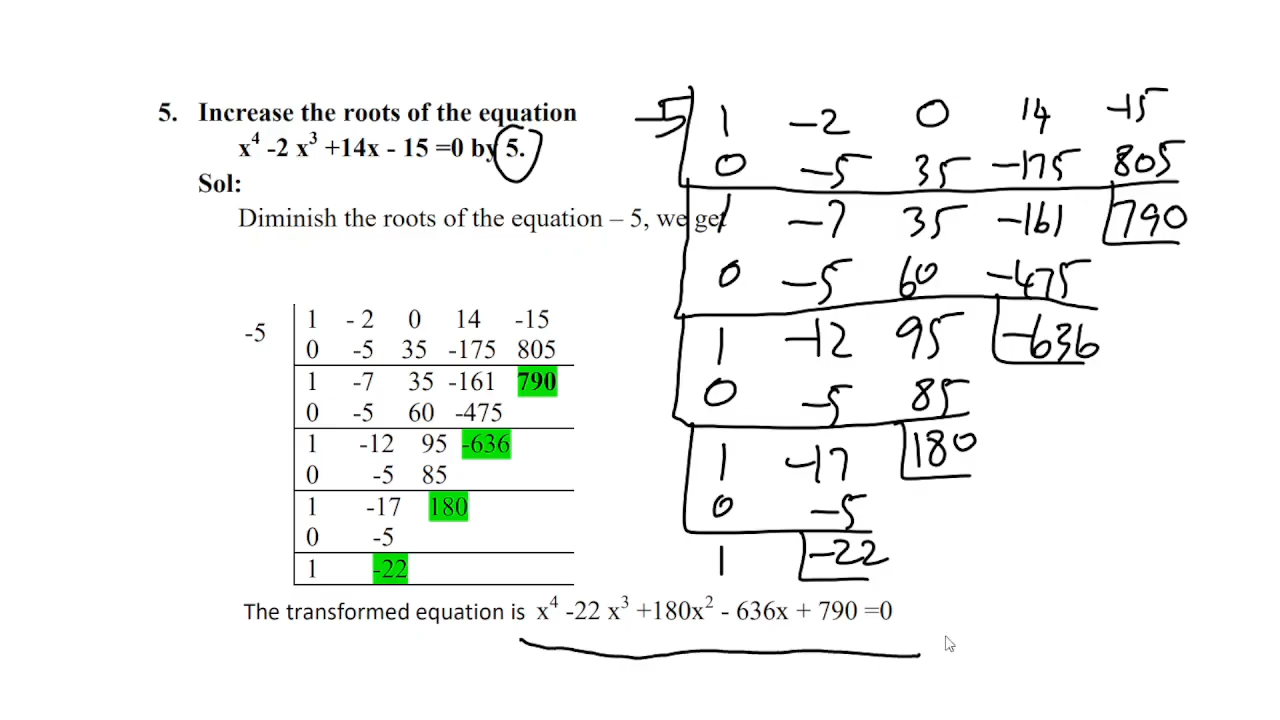 5. Increase the roots of the equation
x⁴ -2 x³ +14x - 15 =0 by 5.
Sol:
Diminish the roots of the equation – 5, we get
-5 1 - 2 0 14 -15
0 -5 35 -175 805
1 -7 35 -161 790
0 -5 60 -475
1 -12 95 -636
0 -5 85
1 -17 180
0 -5
1 -22
The transformed equation is x⁴ -22 x³ +180x² - 636x + 790 =0
-5 1 -2 0 14 -15
0 -5 35 -175 805
1 -7 35 -161 790
0 -5 60 -475
1 -12 95 -636
0 -5 85
1 -17 180
0 -5
1 -22